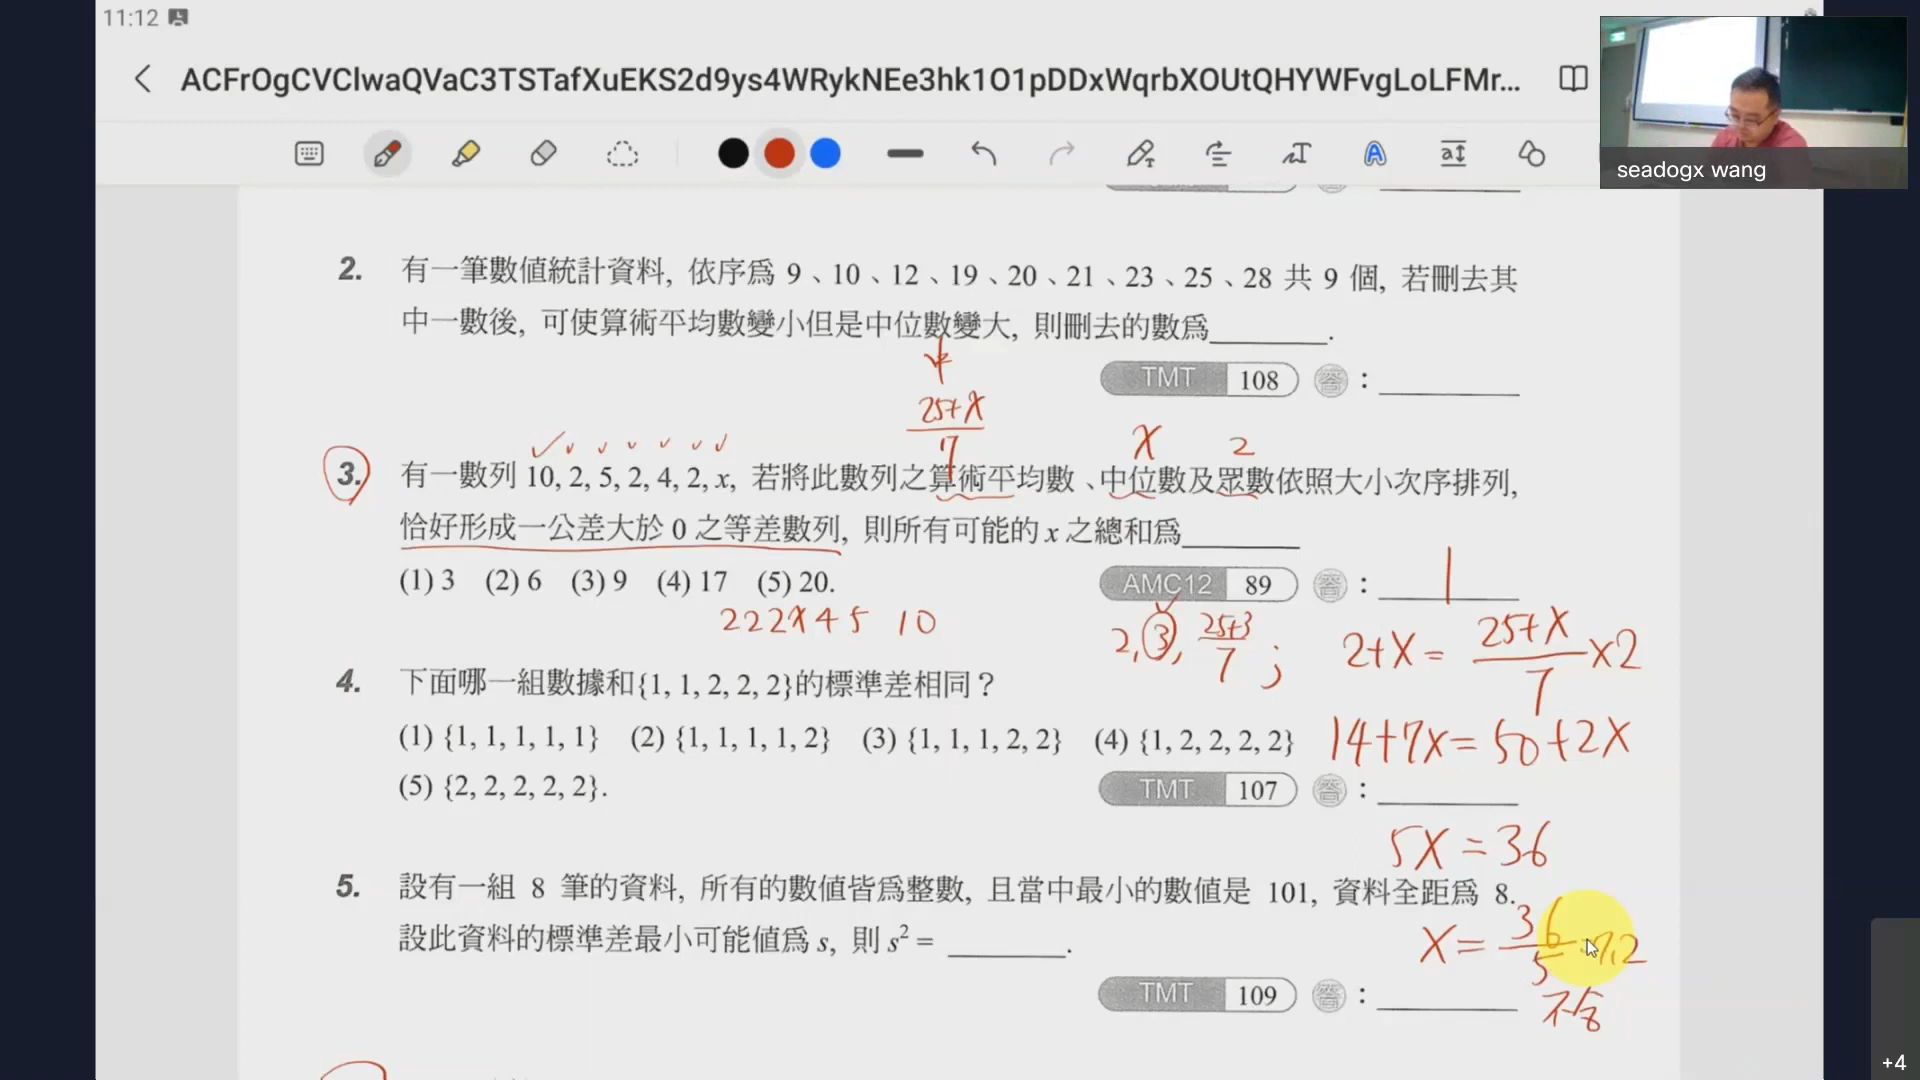 11:12
ACFrOgCVClwaQVaC3TSTafXuEKS2d9ys4WRykNEe3hk1O1pDDxWqrbXOUtQHYWFvgLoLFMr...
seadogx wang
2. 有一筆數值統計資料, 依序爲 9、10、12、19、20、21、23、25、28 共 9 個, 若刪去其
中一數後, 可使算術平均數變小但是中位數變大, 則刪去的數爲________.
TMT 108 答：
25+x
7
x 2
3. 有一數列 10, 2, 5, 2, 4, 2, x, 若將此數列之算術平均數、中位數及眾數依照大小次序排列,
恰好形成一公差大於 0 之等差數列, 則所有可能的 x 之總和爲________
(1) 3 (2) 6 (3) 9 (4) 17 (5) 20.
AMC12 89 答：
2 2 2 x 4 5 10
2, 3, 25+3/7 ;
2+x = 25+x/7 ×2
4. 下面哪一組數據和{1, 1, 2, 2, 2}的標準差相同？
(1) {1, 1, 1, 1, 1} (2) {1, 1, 1, 1, 2} (3) {1, 1, 1, 2, 2} (4) {1, 2, 2, 2, 2}
14+7x = 50+2x
(5) {2, 2, 2, 2, 2}.
TMT 107 答：
5x = 36
5. 設有一組 8 筆的資料, 所有的數值皆爲整數, 且當中最小的數值是 101, 資料全距爲 8.
設此資料的標準差最小可能值爲 s, 則 s² = ________.
x = 36/5 = 7.2
不合
TMT 109 答：
+4